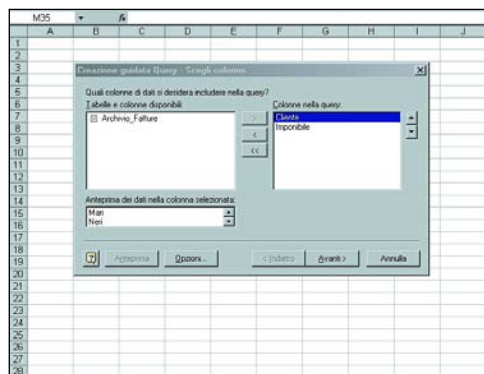 M35 fx
A B C D E F G H I J
1
2
3
4
5
6
7
8
9
10
11
12
13
14
15
16
17
18
19
20
21
22
23
24
25
26
27
28
Creazione guidata Query - Scegli colonne
Quali colonne di dati si desidera includere nella query?
Tabelle e colonne disponibili: Colonne nella query:
Archivio_Fatture
Cliente
Imponibile
>
<
<<
Anteprima dei dati nella colonna selezionata:
Mari
Neri
Anteprima Opzioni... < Indietro Avanti > Annulla